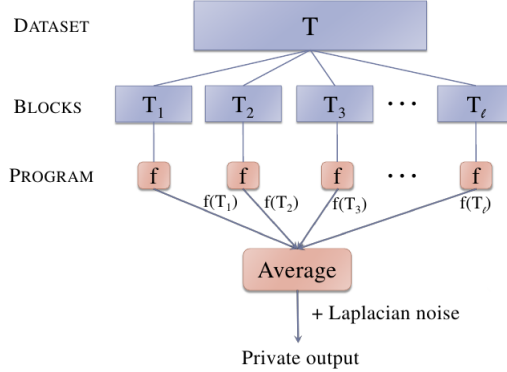 DATASET T
BLOCKS T₁ T₂ T₃ ··· Tℓ
PROGRAM f f f ··· f
f(T₁) f(T₂) f(T₃) f(Tℓ)
Average
+ Laplacian noise
Private output